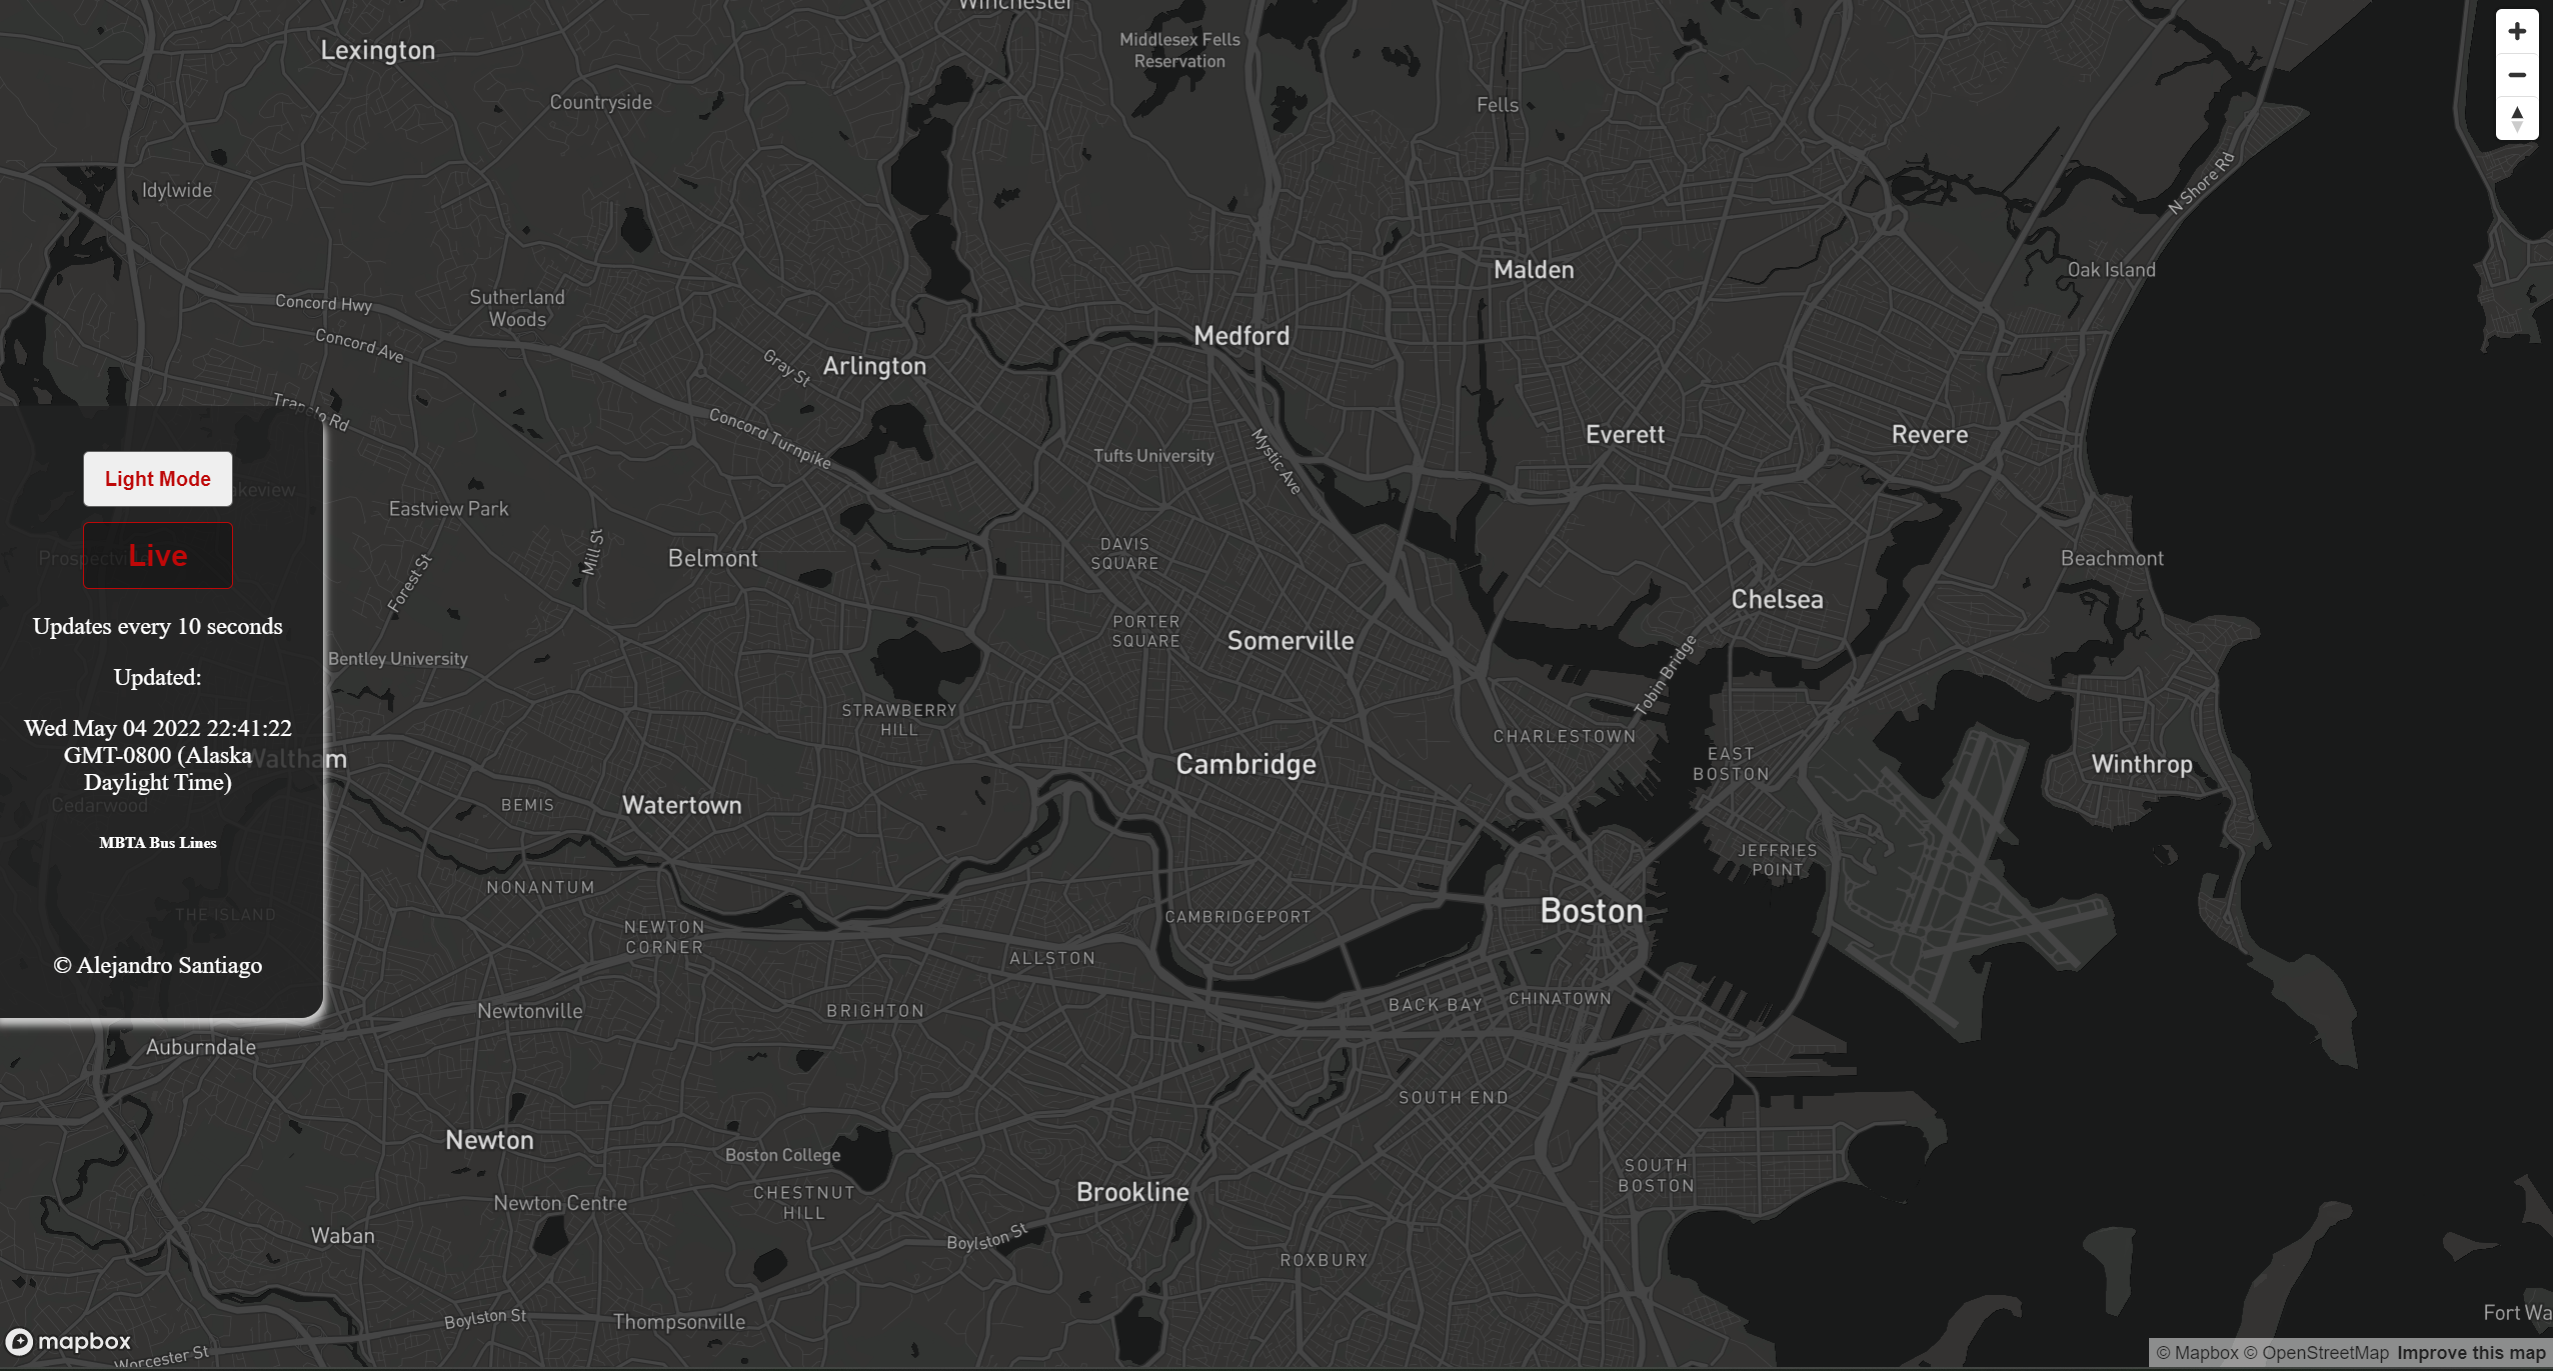 Winchester
Lexington
Middlesex Fells
Reservation
Countryside
Fells
Idylwide
N Shore Rd
Malden
Oak Island
Concord Hwy
Sutherland
Woods
Concord Ave
Medford
Gray St
Arlington
Trapelo Rd
Concord Turnpike
Everett
Revere
Tufts University
Mystic Ave
Light Mode
Eastview Park
Live
Mill St
Forest St
Belmont
DAVIS
SQUARE
Beachmont
Chelsea
Updates every 10 seconds
PORTER
SQUARE
Somerville
Tobin Bridge
Bentley University
Updated:
STRAWBERRY
HILL
Wed May 04 2022 22:41:22
GMT-0800 (Alaska
Daylight Time)
Waltham
CHARLESTOWN
EAST
BOSTON
Cambridge
Winthrop
Cedarwood
BEMIS
Watertown
MBTA Bus Lines
JEFFRIES
POINT
NONANTUM
THE ISLAND
CAMBRIDGEPORT
Boston
NEWTON
CORNER
ALLSTON
© Alejandro Santiago
Newtonville
BRIGHTON
BACK BAY
CHINATOWN
Auburndale
SOUTH END
Newton
Boston College
SOUTH
BOSTON
CHESTNUT
HILL
Brookline
Newton Centre
Waban
Boylston St
ROXBURY
Boylston St
Thompsonville
Fort Wa
mapbox
Worcester St
© Mapbox © OpenStreetMap Improve this map